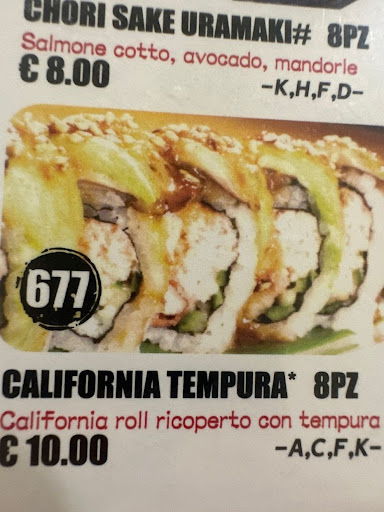 CHORI SAKE URAMAKI# 8PZ
Salmone cotto, avocado, mandorle
€ 8.00 -K,H,F,D-
677
CALIFORNIA TEMPURA* 8PZ
California roll ricoperto con tempura
€ 10.00 -A,C,F,K-